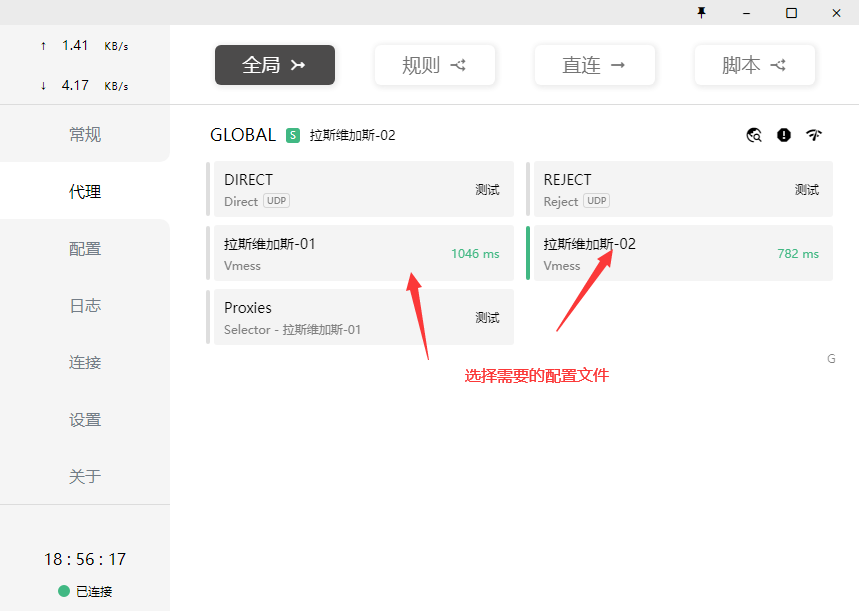 ↑ 1.41 KB/s
↓ 4.17 KB/s
常规
代理
配置
日志
连接
设置
关于
18 : 56 : 17
已连接
全局
规则
直连 →
脚本
GLOBAL S 拉斯维加斯-02
DIRECT
Direct UDP
测试
REJECT
Reject UDP
测试
拉斯维加斯-01
Vmess
1046 ms
拉斯维加斯-02
Vmess
782 ms
Proxies
Selector - 拉斯维加斯-01
测试
G
选择需要的配置文件